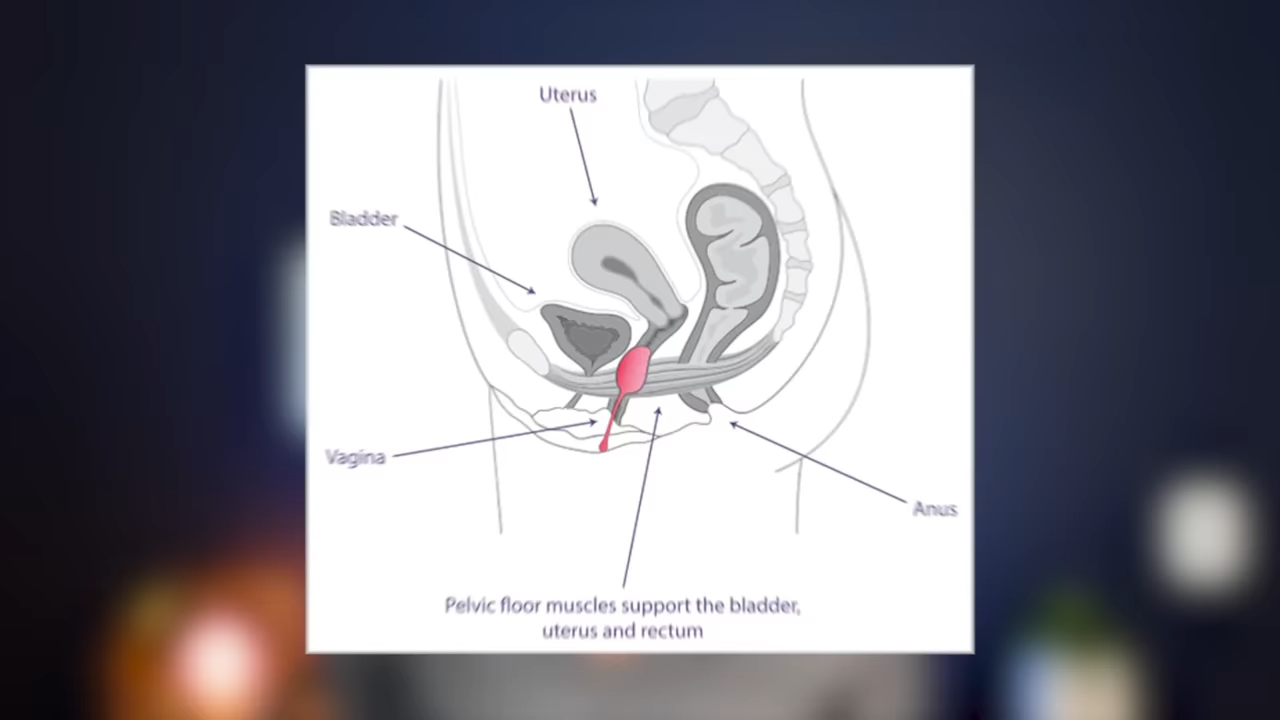 Uterus
Bladder
Vagina
Anus
Pelvic floor muscles support the bladder,
uterus and rectum